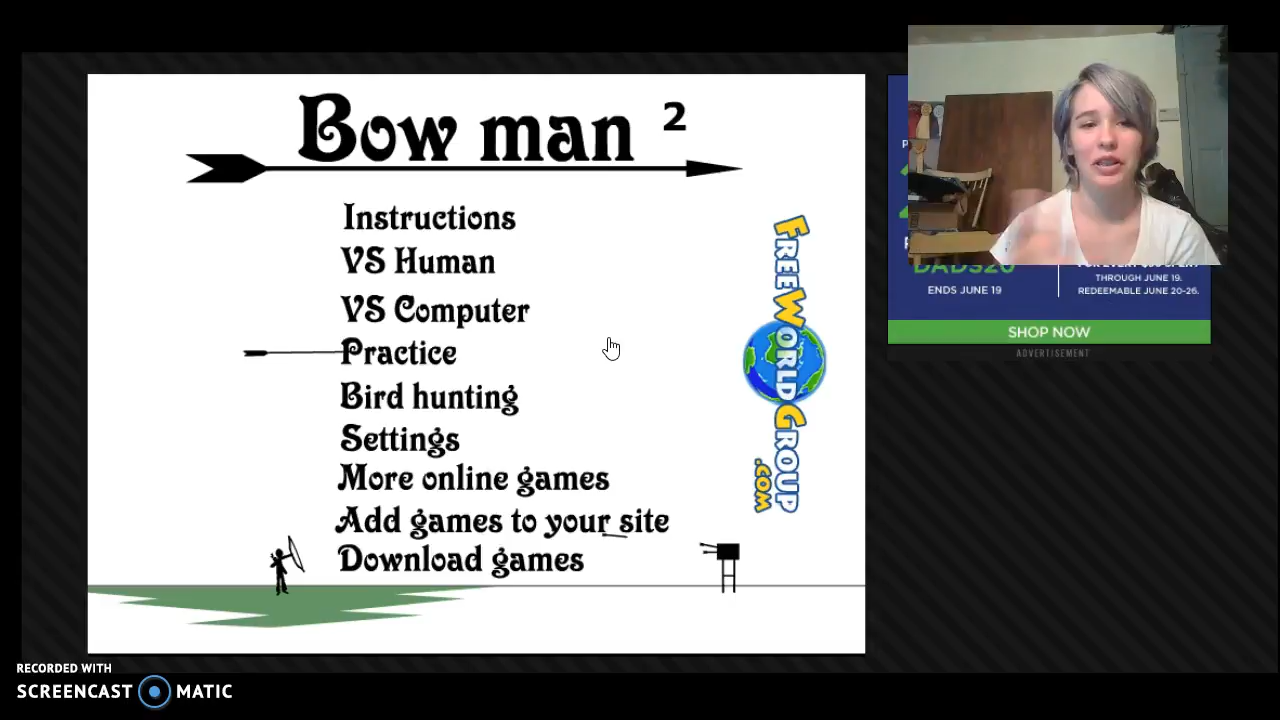 Bow man 2
Instructions
VS Human
VS Computer
Practice
Bird hunting
Settings
More online games
Add games to your site
Download games
FREEWORLDGROUP
.COM
DADS20
ENDS JUNE 19
THROUGH JUNE 19.
REDEEMABLE JUNE 20-26.
SHOP NOW
ADVERTISEMENT
RECORDED WITH
SCREENCAST MATIC